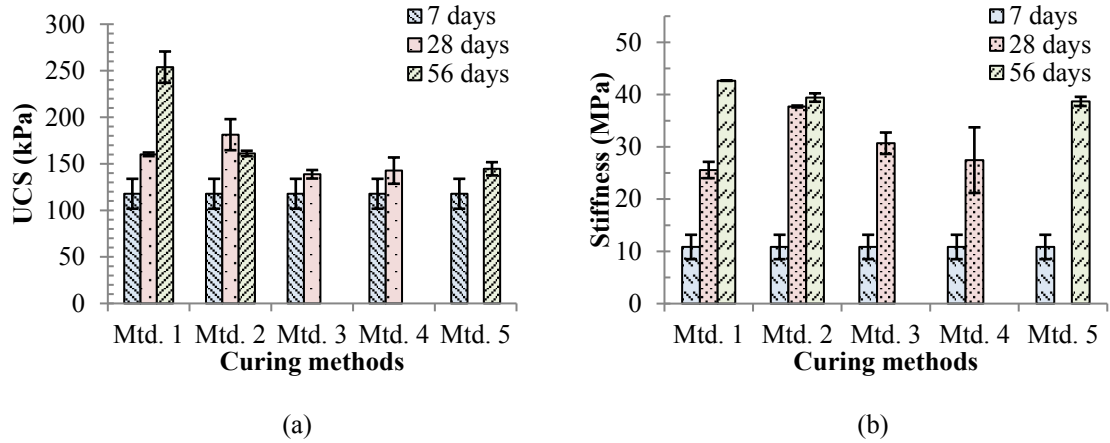 300
250
200
150
100
50
0
UCS (kPa)
7 days
28 days
56 days
Mtd. 1 Mtd. 2 Mtd. 3 Mtd. 4 Mtd. 5
Curing methods
(a)
50
40
30
20
10
0
Stiffness (MPa)
7 days
28 days
56 days
Mtd. 1 Mtd. 2 Mtd. 3 Mtd. 4 Mtd. 5
Curing methods
(b)